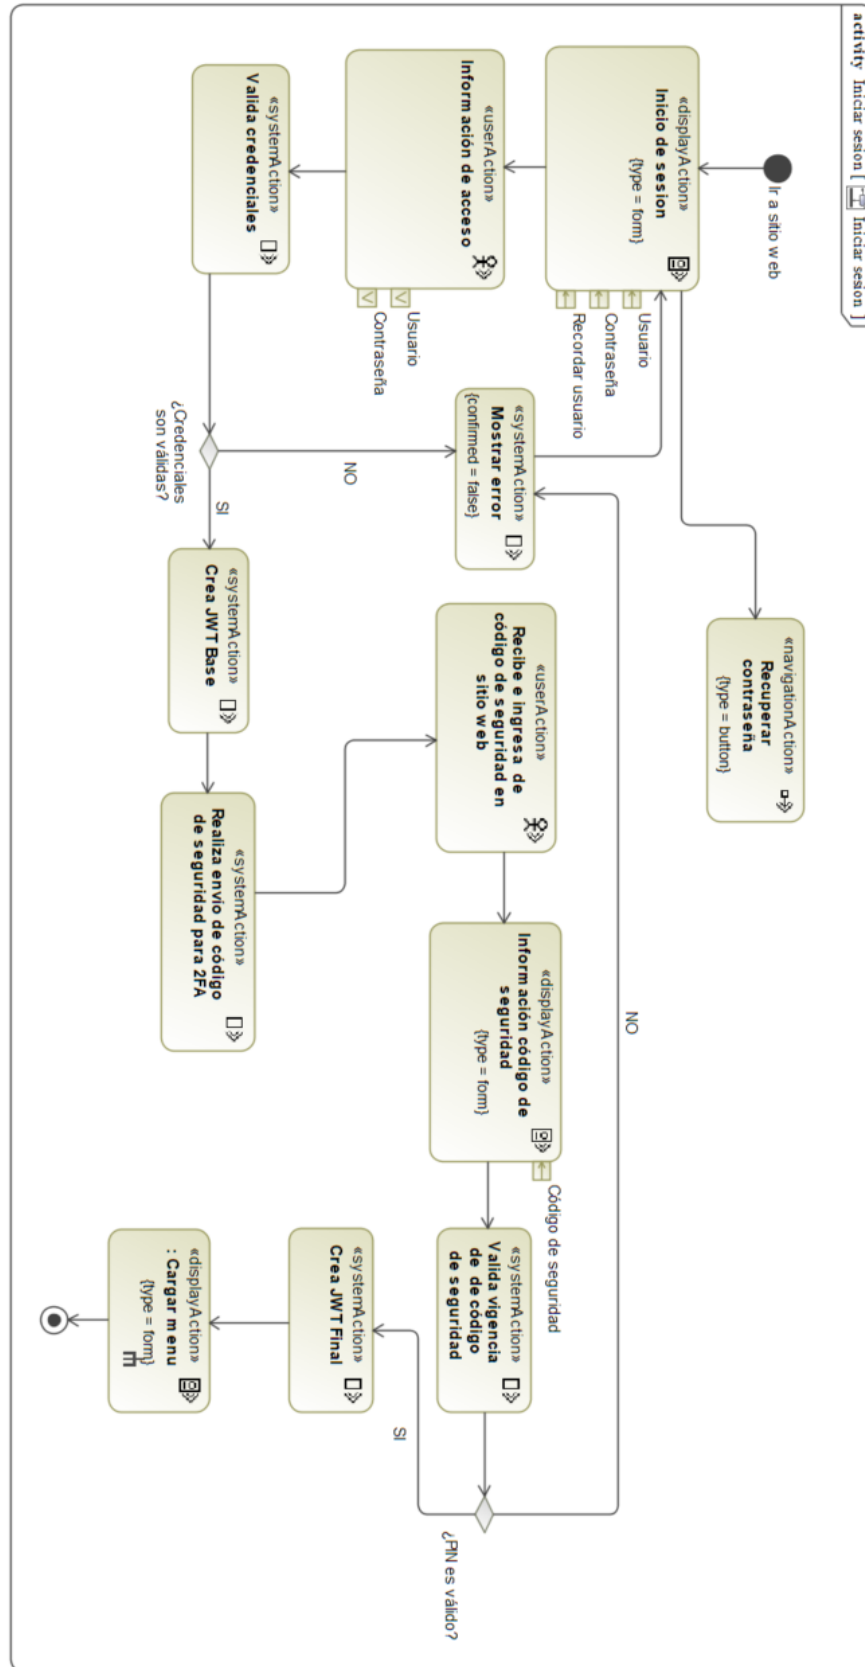 activity Iniciar sesion [ Iniciar sesion ]
Ir a sitio web
«displayAction»
Inicio de sesion
{type = form}
Usuario
Contraseña
Recordar usuario
«navigationAction»
Recuperar
contraseña
{type = button}
«userAction»
Información de acceso
Usuario
Contraseña
«systemAction»
Mostrar error
{confirmed = false}
NO
«systemAction»
Valida credenciales
¿Credenciales
son válidas?
NO
SI
«systemAction»
Crea JWT Base
«systemAction»
Realiza envio de código
de seguridad para 2FA
«userAction»
Recibe e ingresa de
código de seguridad en
sitio web
«displayAction»
Información código de
seguridad
{type = form}
Código de seguridad
«systemAction»
Valida vigencia
de de código
de seguridad
¿PIN es válido?
SI
«systemAction»
Crea JWT Final
«displayAction»
: Cargar menu
{type = form}